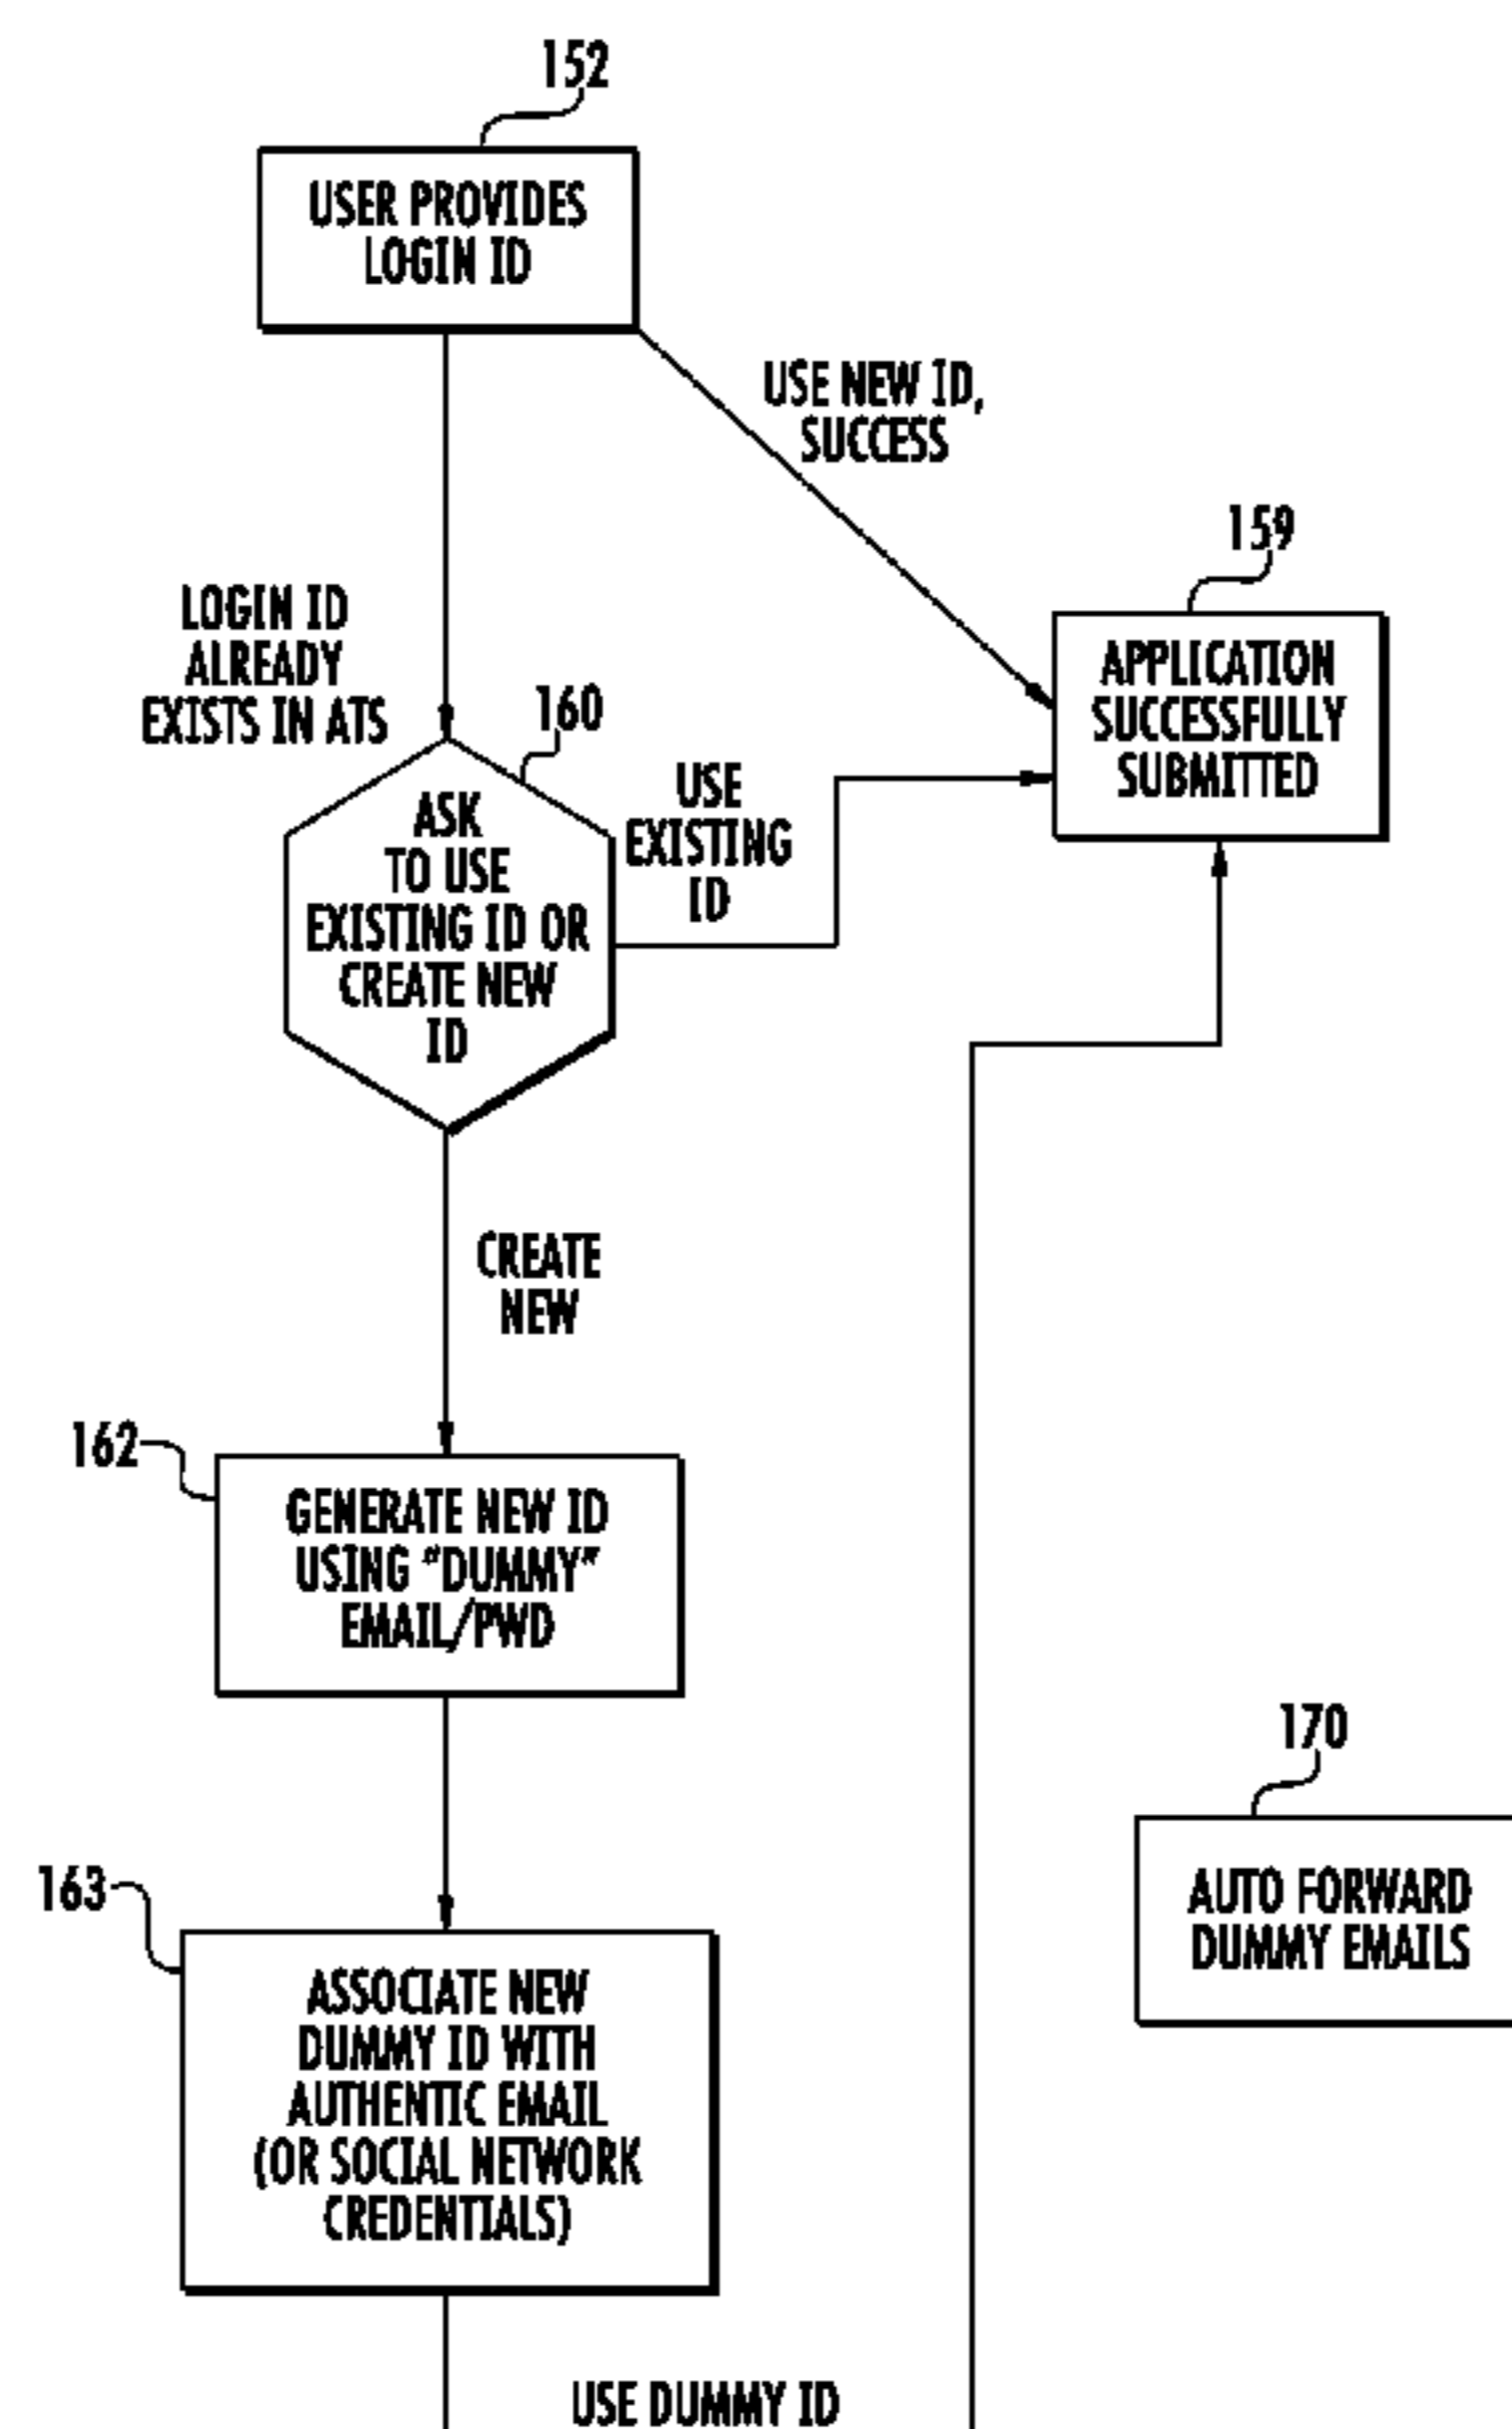 152
USER PROVIDES
LOGIN ID
USE NEW ID,
SUCCESS
159
APPLICATION
SUCCESSFULLY
SUBMITTED
LOGIN ID
ALREADY
EXISTS IN ATS
160
ASK
TO USE
EXISTING ID OR
CREATE NEW
ID
USE
EXISTING
ID
CREATE
NEW
162
GENERATE NEW ID
USING "DUMMY"
EMAIL/PWD
170
AUTO FORWARD
DUMMY EMAILS
163
ASSOCIATE NEW
DUMMY ID WITH
AUTHENTIC EMAIL
(OR SOCIAL NETWORK
CREDENTIALS)
USE DUMMY ID